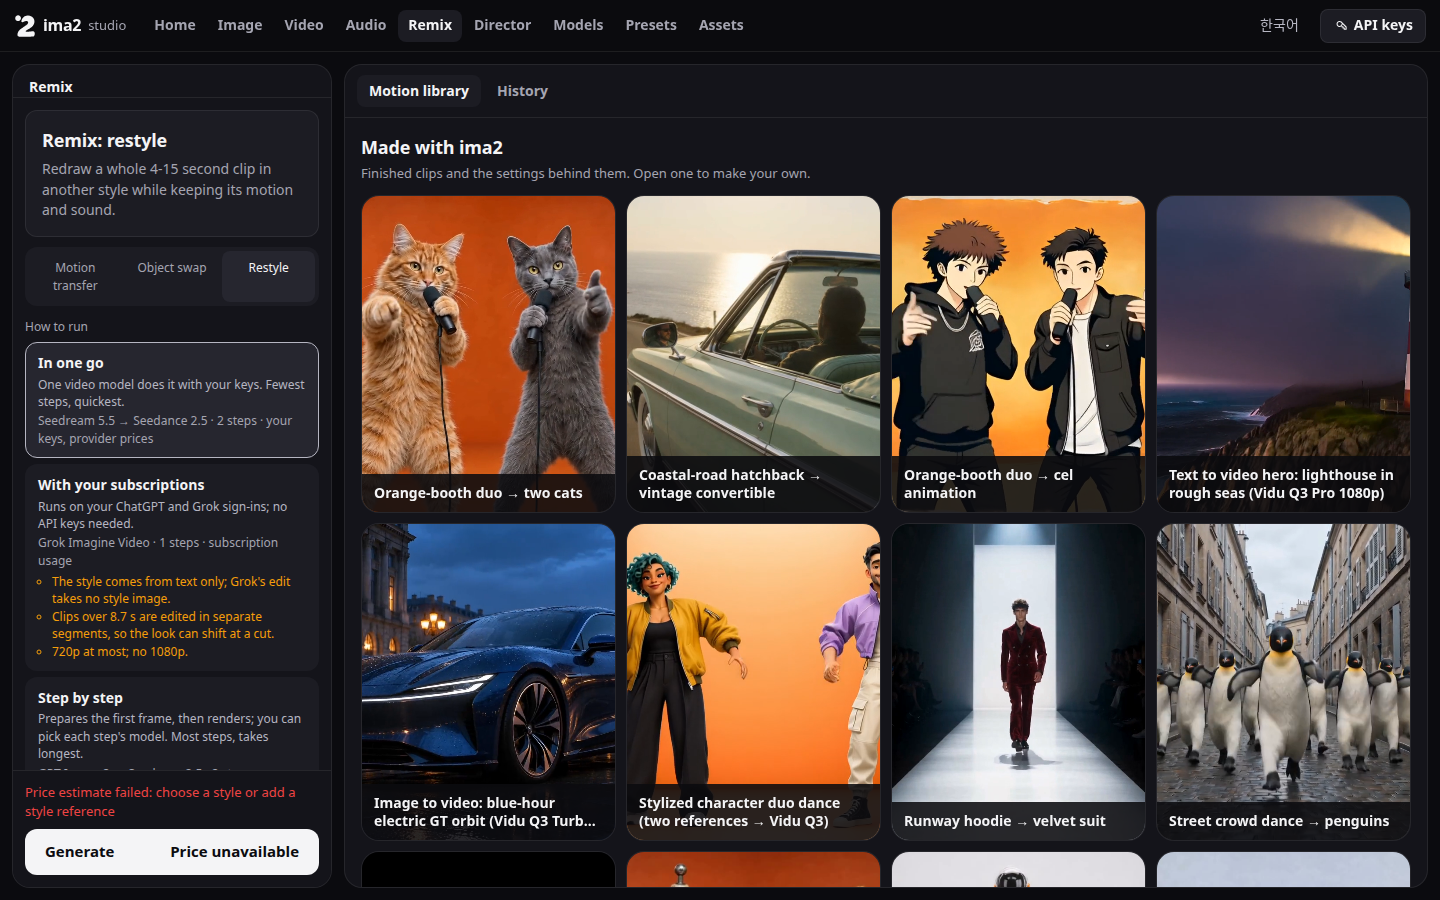 ima2 studio
Home
Image
Video
Audio
Remix
Director
Models
Presets
Assets
한국어
API keys
Remix
Remix: restyle
Redraw a whole 4-15 second clip in
another style while keeping its motion
and sound.
Motion
transfer
Object swap
Restyle
How to run
In one go
One video model does it with your keys. Fewest
steps, quickest.
Seedream 5.5 → Seedance 2.5 · 2 steps · your
keys, provider prices
With your subscriptions
Runs on your ChatGPT and Grok sign-ins; no
API keys needed.
Grok Imagine Video · 1 steps · subscription
usage
The style comes from text only; Grok's edit
takes no style image.
Clips over 8.7 s are edited in separate
segments, so the look can shift at a cut.
720p at most; no 1080p.
Step by step
Prepares the first frame, then renders; you can
pick each step's model. Most steps, takes
longest.
Price estimate failed: choose a style or add a
style reference
Generate
Price unavailable
Motion library
History
Made with ima2
Finished clips and the settings behind them. Open one to make your own.
Orange-booth duo → two cats
Coastal-road hatchback →
vintage convertible
Orange-booth duo → cel
animation
Text to video hero: lighthouse in
rough seas (Vidu Q3 Pro 1080p)
Image to video: blue-hour
electric GT orbit (Vidu Q3 Turb...
Stylized character duo dance
(two references → Vidu Q3)
Runway hoodie → velvet suit
Street crowd dance → penguins